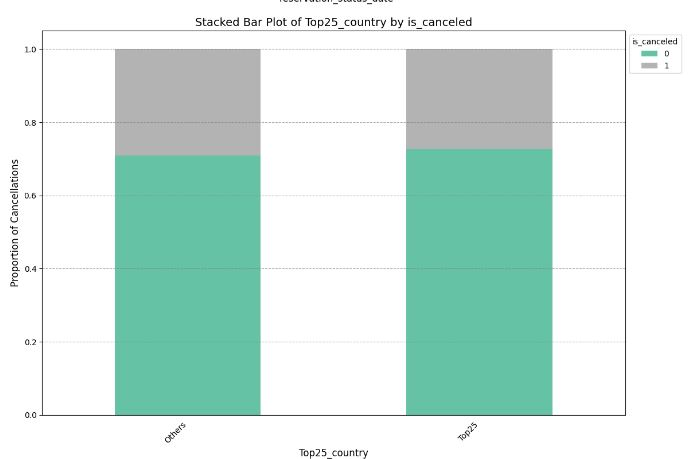 reservation_status_date
Stacked Bar Plot of Top25_country by is_canceled
is_canceled
0
1
1.0
0.8
0.6
0.4
0.2
0.0
Proportion of Cancellations
Others
Top25
Top25_country